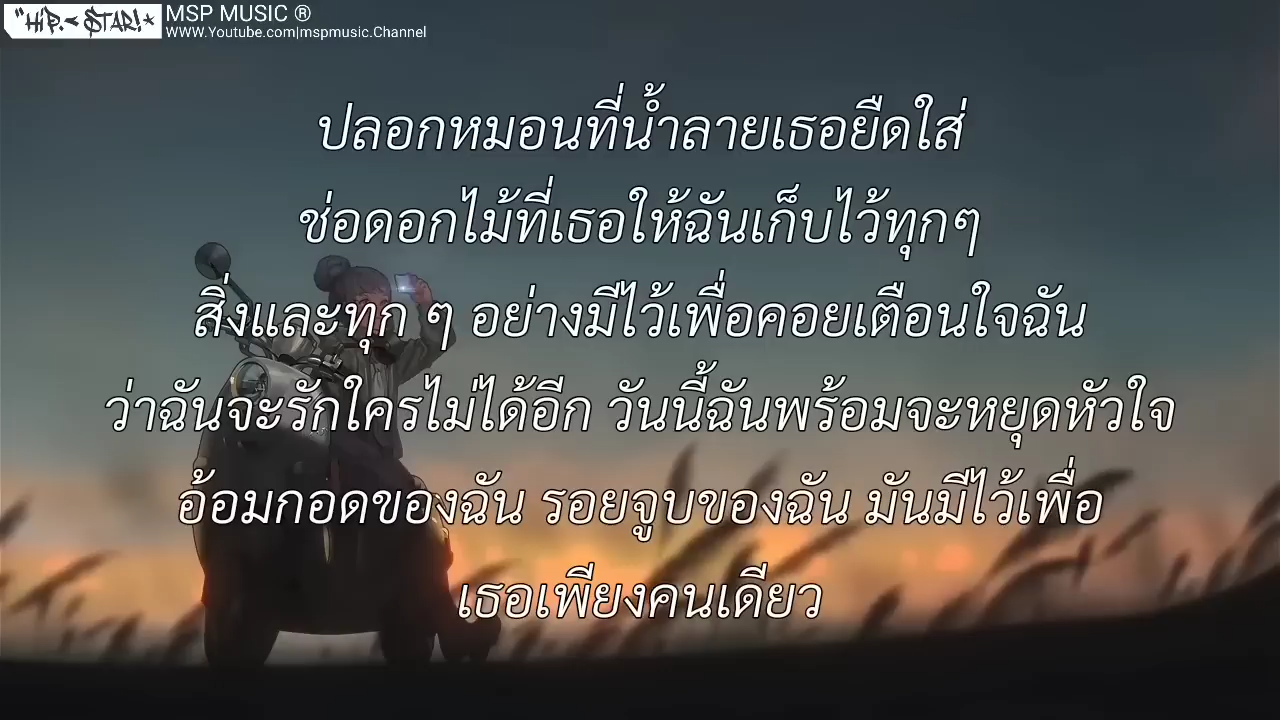 "HIP.< STAR!*
MSP MUSIC ®
WWW.Youtube.com|mspmusic.Channel
ปลอกหมอนที่น้ำลายเธอยืดใส่
ช่อดอกไม้ที่เธอให้ฉันเก็บไว้ทุกๆ
สิ่งและทุก ๆ อย่างมีไว้เพื่อคอยเตือนใจฉัน
ว่าฉันจะรักใครไม่ได้อีก วันนี้ฉันพร้อมจะหยุดหัวใจ
อ้อมกอดของฉัน รอยจูบของฉัน มันมีไว้เพื่อ
เธอเพียงคนเดียว